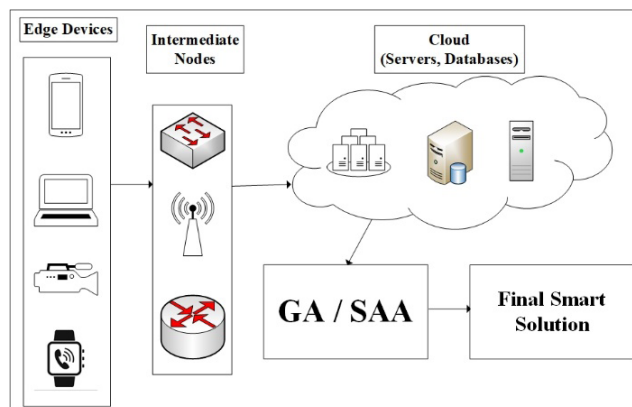 Edge Devices
Intermediate
Nodes
Cloud
(Servers, Databases)
GA / SAA
Final Smart
Solution